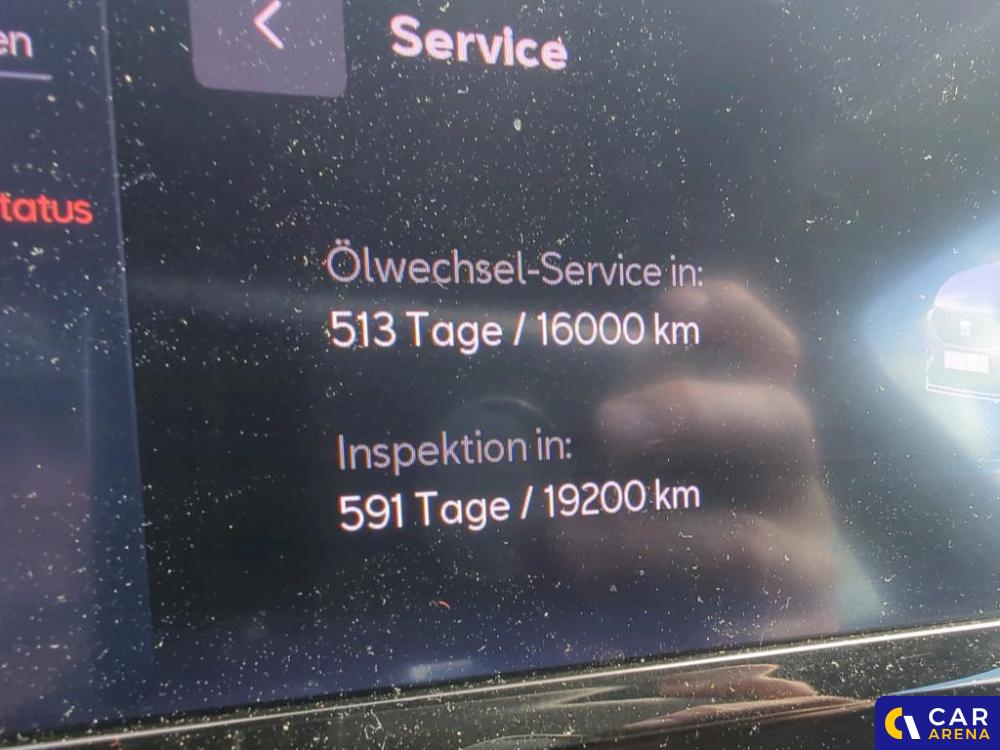 en
Service
tatus
Ölwechsel-Service in:
513 Tage / 16000 km
Inspektion in:
591 Tage / 19200 km
CAR
ARENA